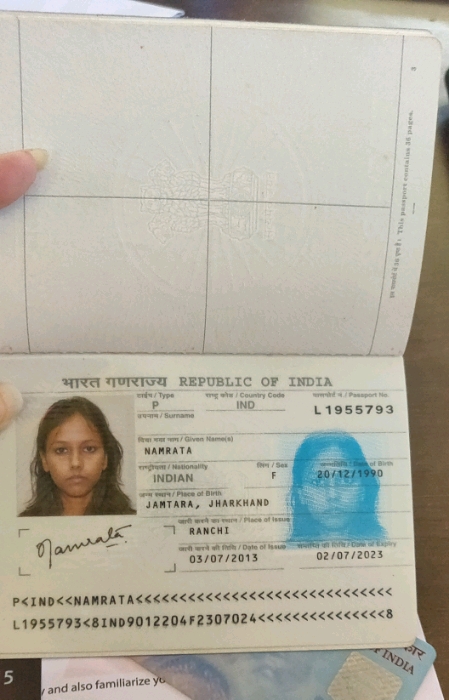 यह पासपोर्ट में 36 पृष्ठ हैं। This passport contains 36 pages.
भारत गणराज्य REPUBLIC OF INDIA
टाईप / Type
राष्ट्र कोड / Country Code
पासपोर्ट नं. / Passport No.
P
IND
L1955793
उपनाम / Surname
दिया गया नाम / Given Name(s)
NAMRATA
राष्ट्रीयता / Nationality
लिंग / Sex
जन्मतिथि / Date of Birth
INDIAN
F
20/12/1990
जन्म स्थान / Place of Birth
JAMTARA, JHARKHAND
जारी करने का स्थान / Place of Issue
RANCHI
Namrata
जारी करने की तिथि / Date of Issue
समाप्ति की तिथि / Date of Expiry
03/07/2013
02/07/2023
P<IND<<NAMRATA<<<<<<<<<<<<<<<<<<<<<<<<<<<<<<
L1955793<8IND9012204F2307024<<<<<<<<<<<<<<<8
INDIA
5
and also familiarize yo